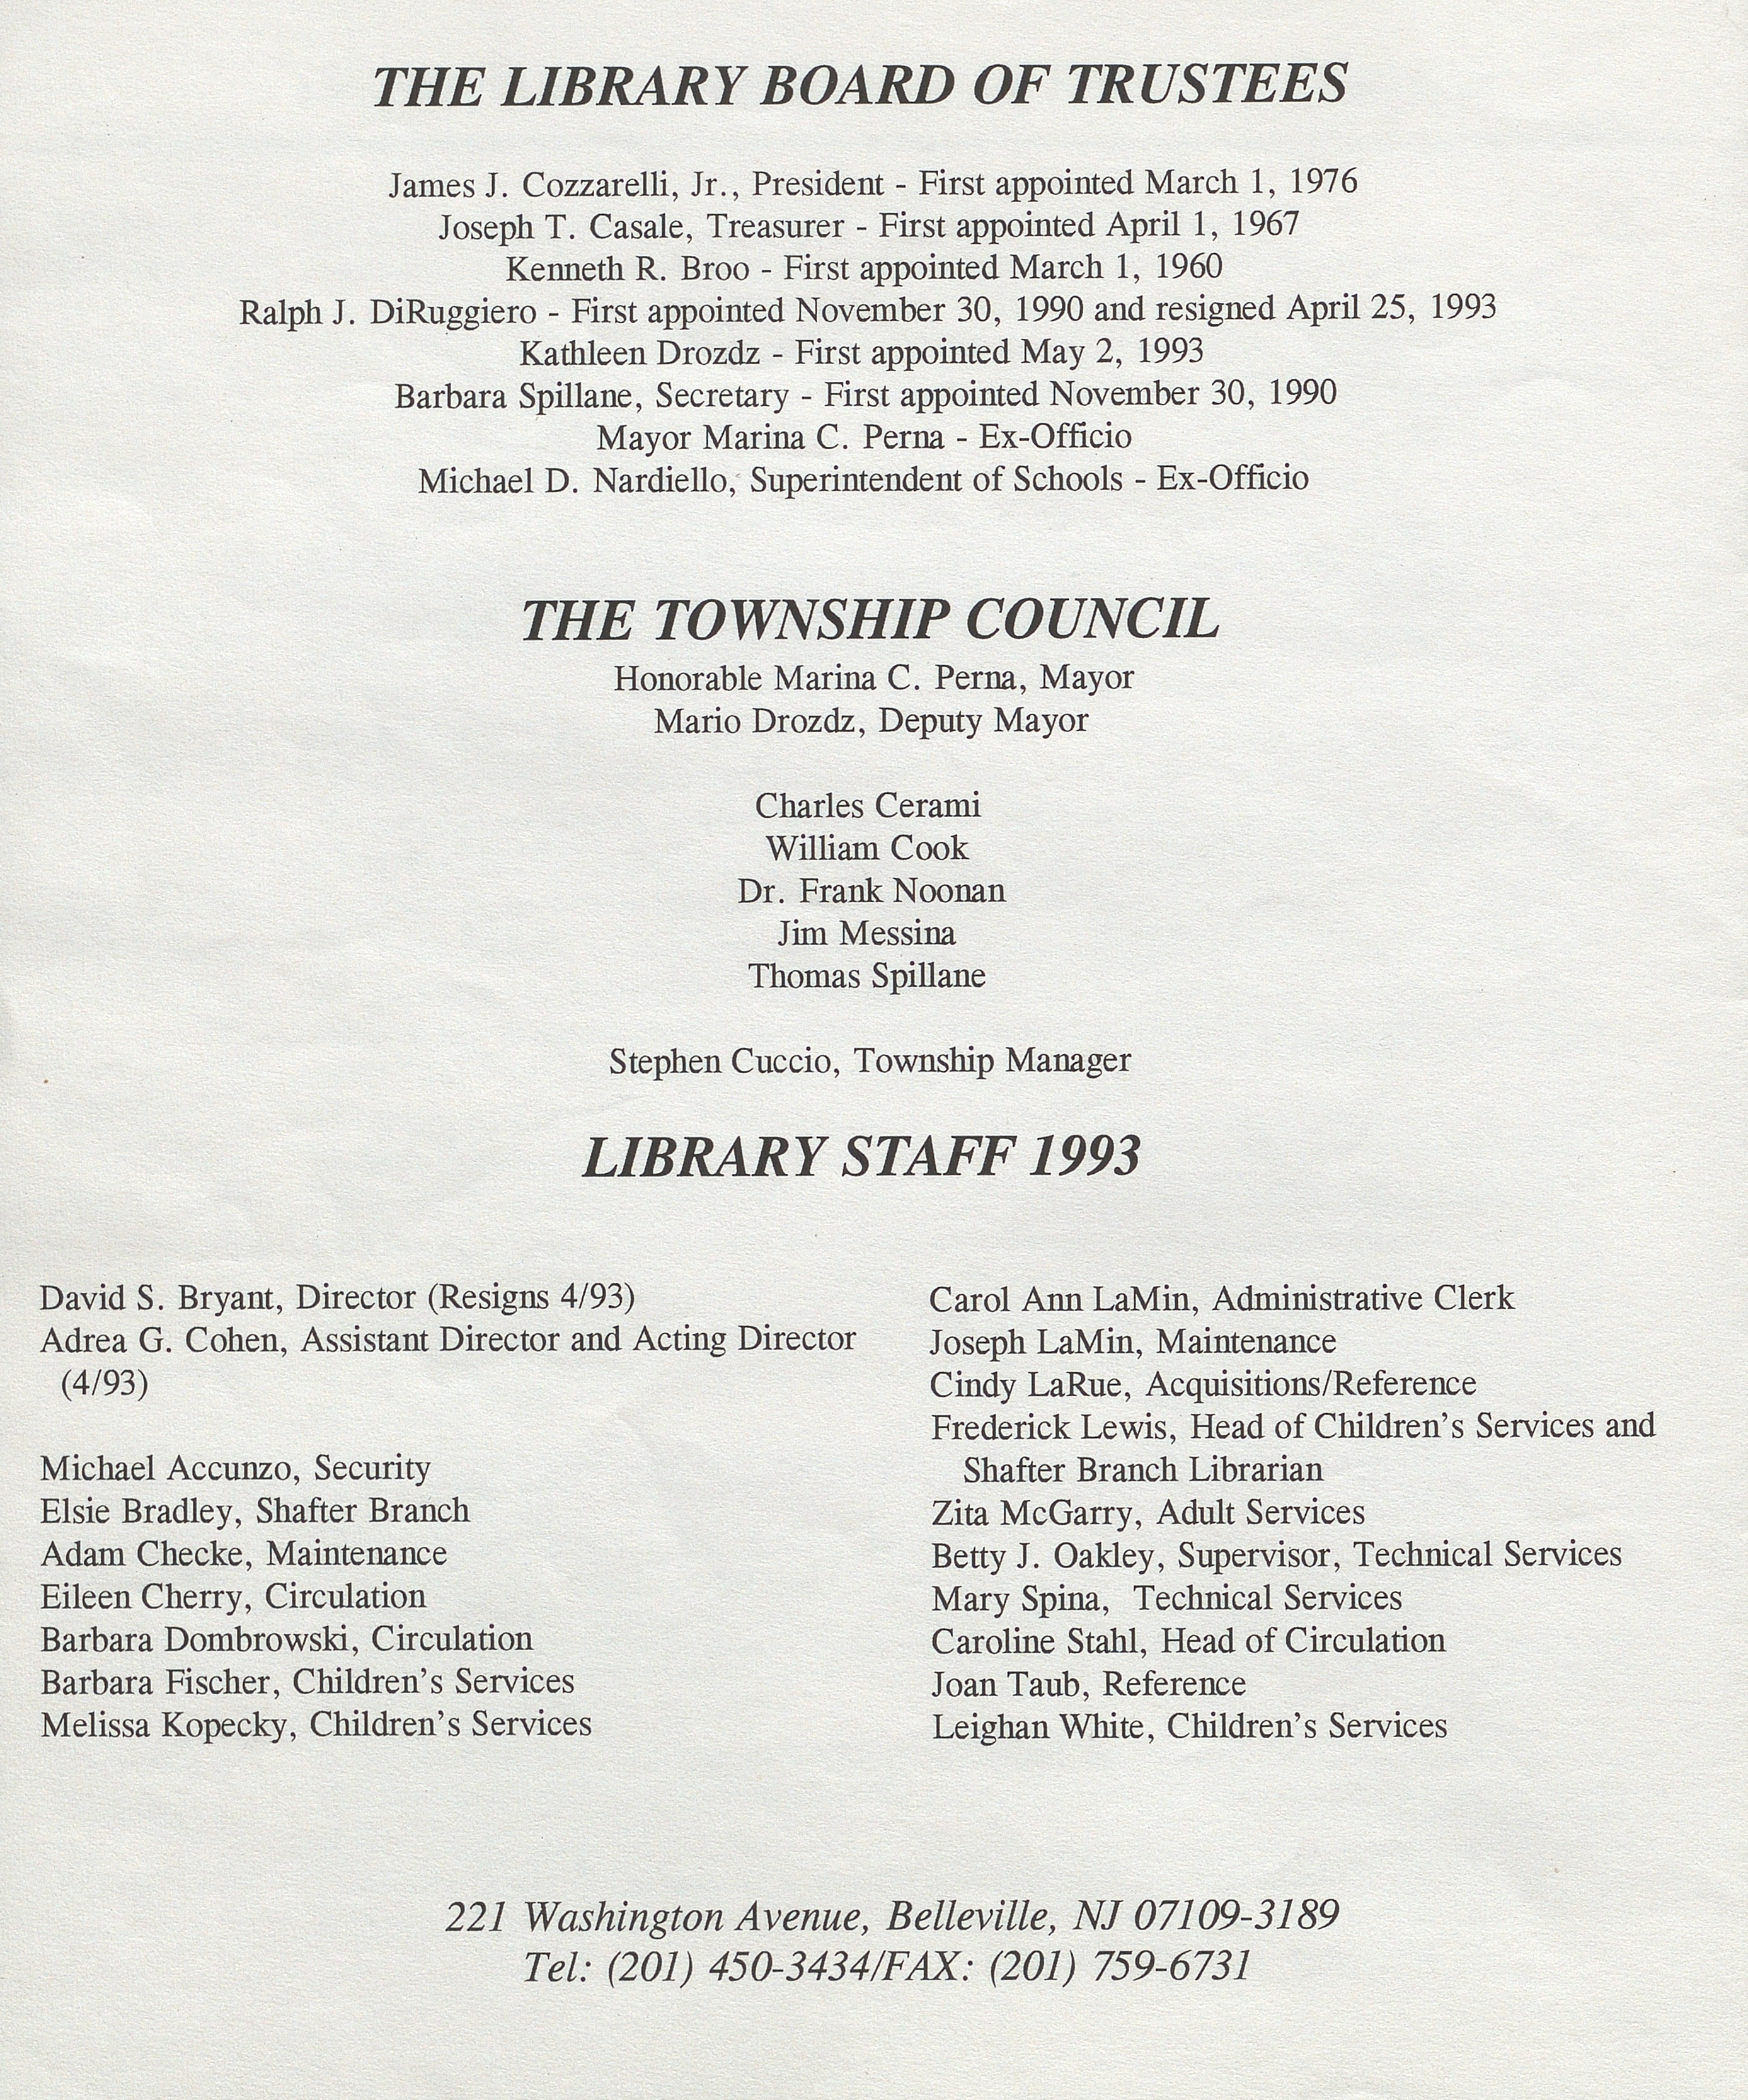 THE LIBRARY BOARD OF TRUSTEES
James J. Cozzarelli, Jr., President - First appointed March 1, 1976
Joseph T. Casale, Treasurer - First appointed April 1, 1967
Kenneth R. Broo - First appointed March 1, 1960
Ralph J. DiRuggiero - First appointed November 30, 1990 and resigned April 25, 1993
Kathleen Drozdz - First appointed May 2, 1993
Barbara Spillane, Secretary - First appointed November 30, 1990
Mayor Marina C. Perna - Ex-Officio
Michael D. Nardiello, Superintendent of Schools - Ex-Officio
THE TOWNSHIP COUNCIL
Honorable Marina C. Perna, Mayor
Mario Drozdz, Deputy Mayor
Charles Cerami
William Cook
Dr. Frank Noonan
Jim Messina
Thomas Spillane
Stephen Cuccio, Township Manager
LIBRARY STAFF 1993
David S. Bryant, Director (Resigns 4/93)
Adrea G. Cohen, Assistant Director and Acting Director
(4/93)
Michael Accunzo, Security
Elsie Bradley, Shafter Branch
Adam Checke, Maintenance
Eileen Cherry, Circulation
Barbara Dombrowski, Circulation
Barbara Fischer, Children's Services
Melissa Kopecky, Children's Services
Carol Ann LaMin, Administrative Clerk
Joseph LaMin, Maintenance
Cindy LaRue, Acquisitions/Reference
Frederick Lewis, Head of Children's Services and
Shafter Branch Librarian
Zita McGarry, Adult Services
Betty J. Oakley, Supervisor, Technical Services
Mary Spina, Technical Services
Caroline Stahl, Head of Circulation
Joan Taub, Reference
Leighan White, Children's Services
221 Washington Avenue, Belleville, NJ 07109-3189
Tel: (201) 450-3434/FAX: (201) 759-6731